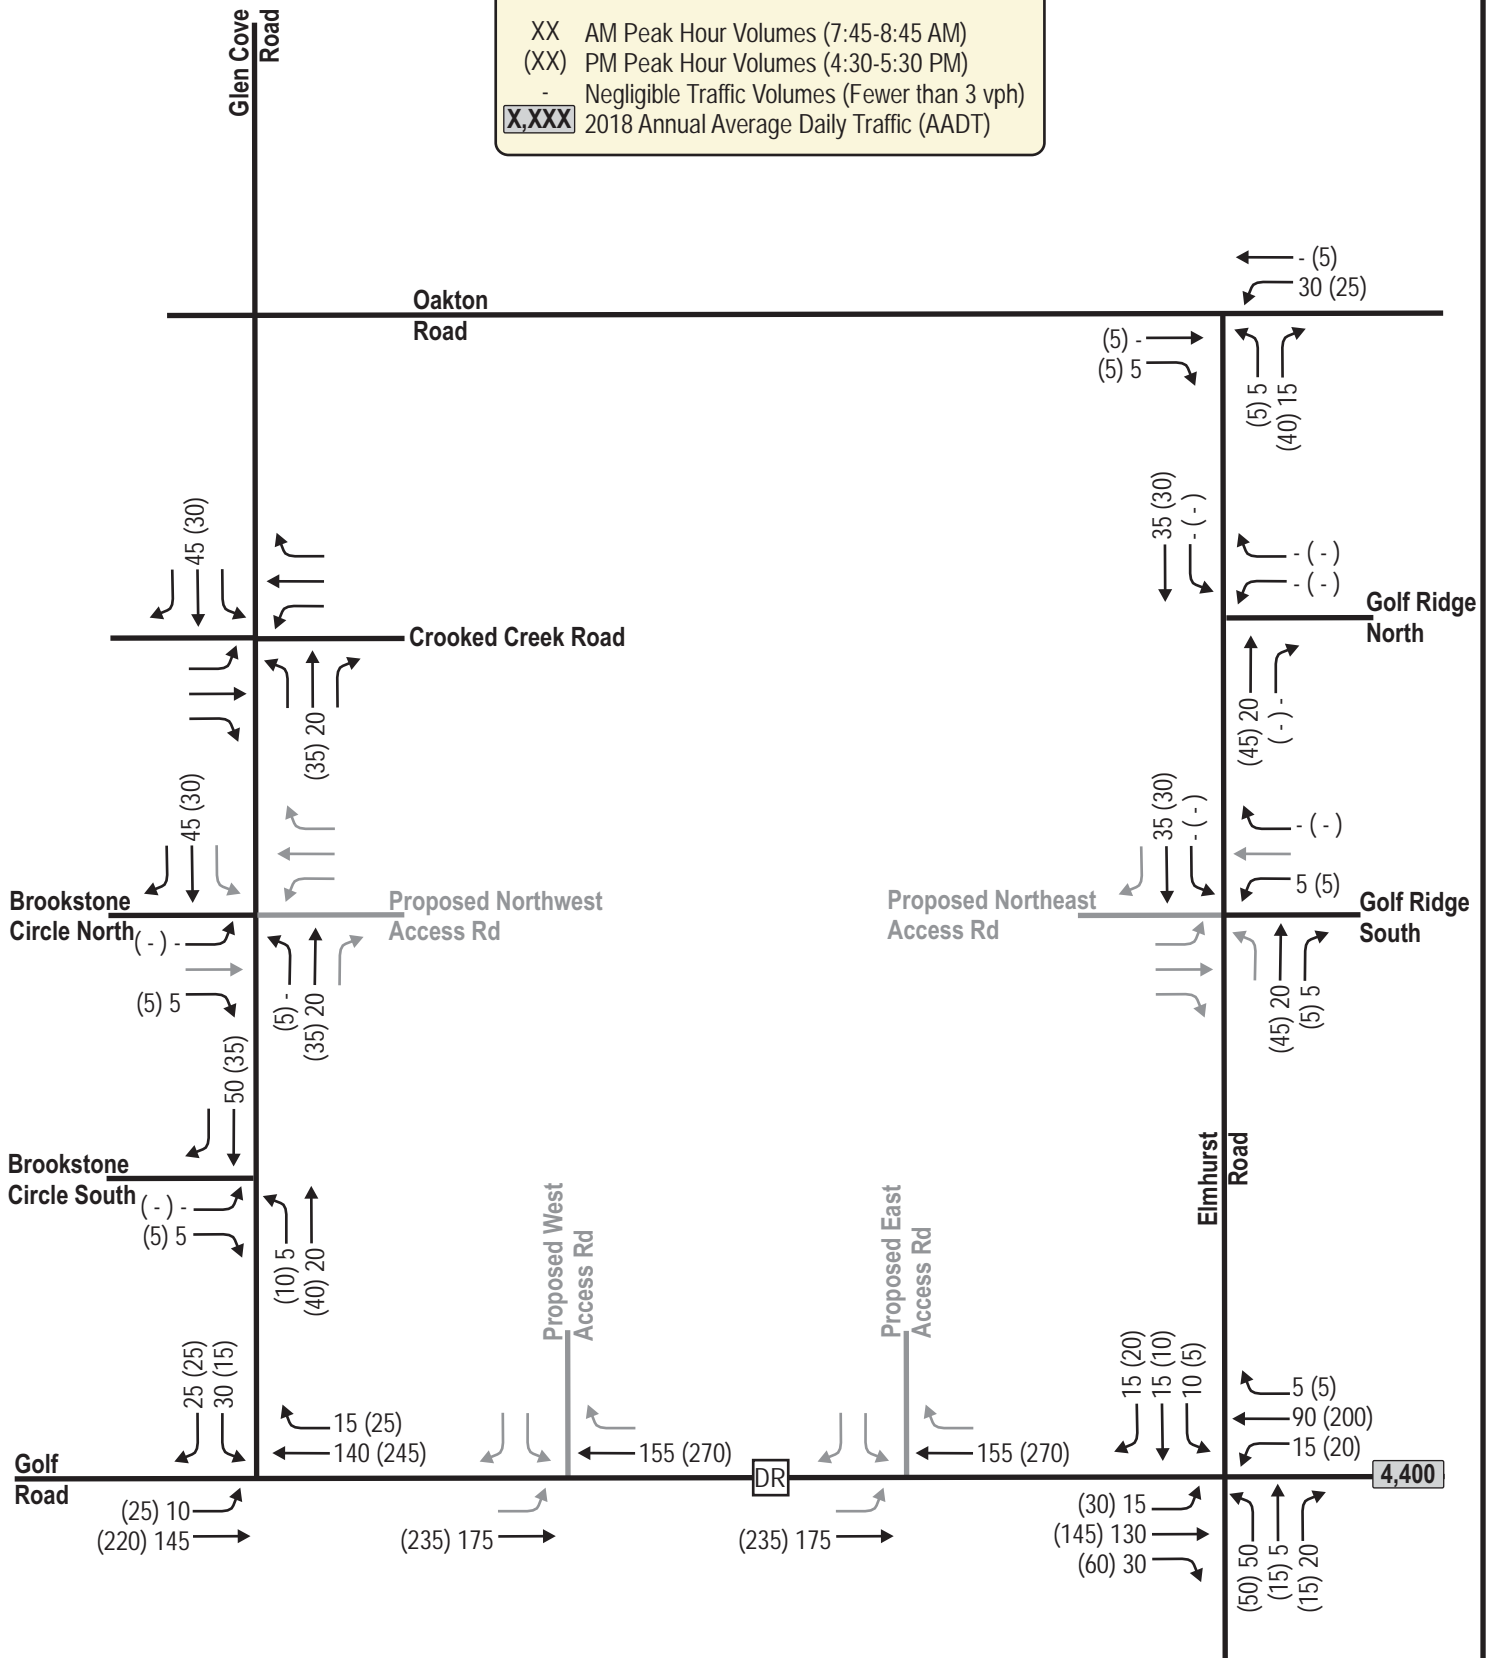 Glen Cove
Road
XX AM Peak Hour Volumes (7:45-8:45 AM)
(XX) PM Peak Hour Volumes (4:30-5:30 PM)
- Negligible Traffic Volumes (Fewer than 3 vph)
X,XXX 2018 Annual Average Daily Traffic (AADT)
- (5)
30 (25)
Oakton
Road
(5) -
(5) 5
(5) 5
(40) 15
45 (30)
35 (30)
- ( - )
- ( - )
- ( - )
Golf Ridge
North
Crooked Creek Road
(35) 20
(45) 20
( - ) -
45 (30)
35 (30)
- ( - )
- ( - )
5 (5)
Brookstone
Circle North
Proposed Northwest
Access Rd
Proposed Northeast
Access Rd
Golf Ridge
South
( - ) -
(5) 5
(5) -
(35) 20
(45) 20
(5) 5
50 (35)
Brookstone
Circle South
( - ) -
(5) 5
(10) 5
(40) 20
Proposed West
Access Rd
Proposed East
Access Rd
Elmhurst
Road
25 (25)
30 (15)
15 (25)
140 (245)
155 (270)
155 (270)
15 (20)
15 (10)
10 (5)
5 (5)
90 (200)
15 (20)
Golf
Road
DR
4,400
(25) 10
(220) 145
(235) 175
(235) 175
(30) 15
(145) 130
(60) 30
(50) 50
(15) 5
(15) 20